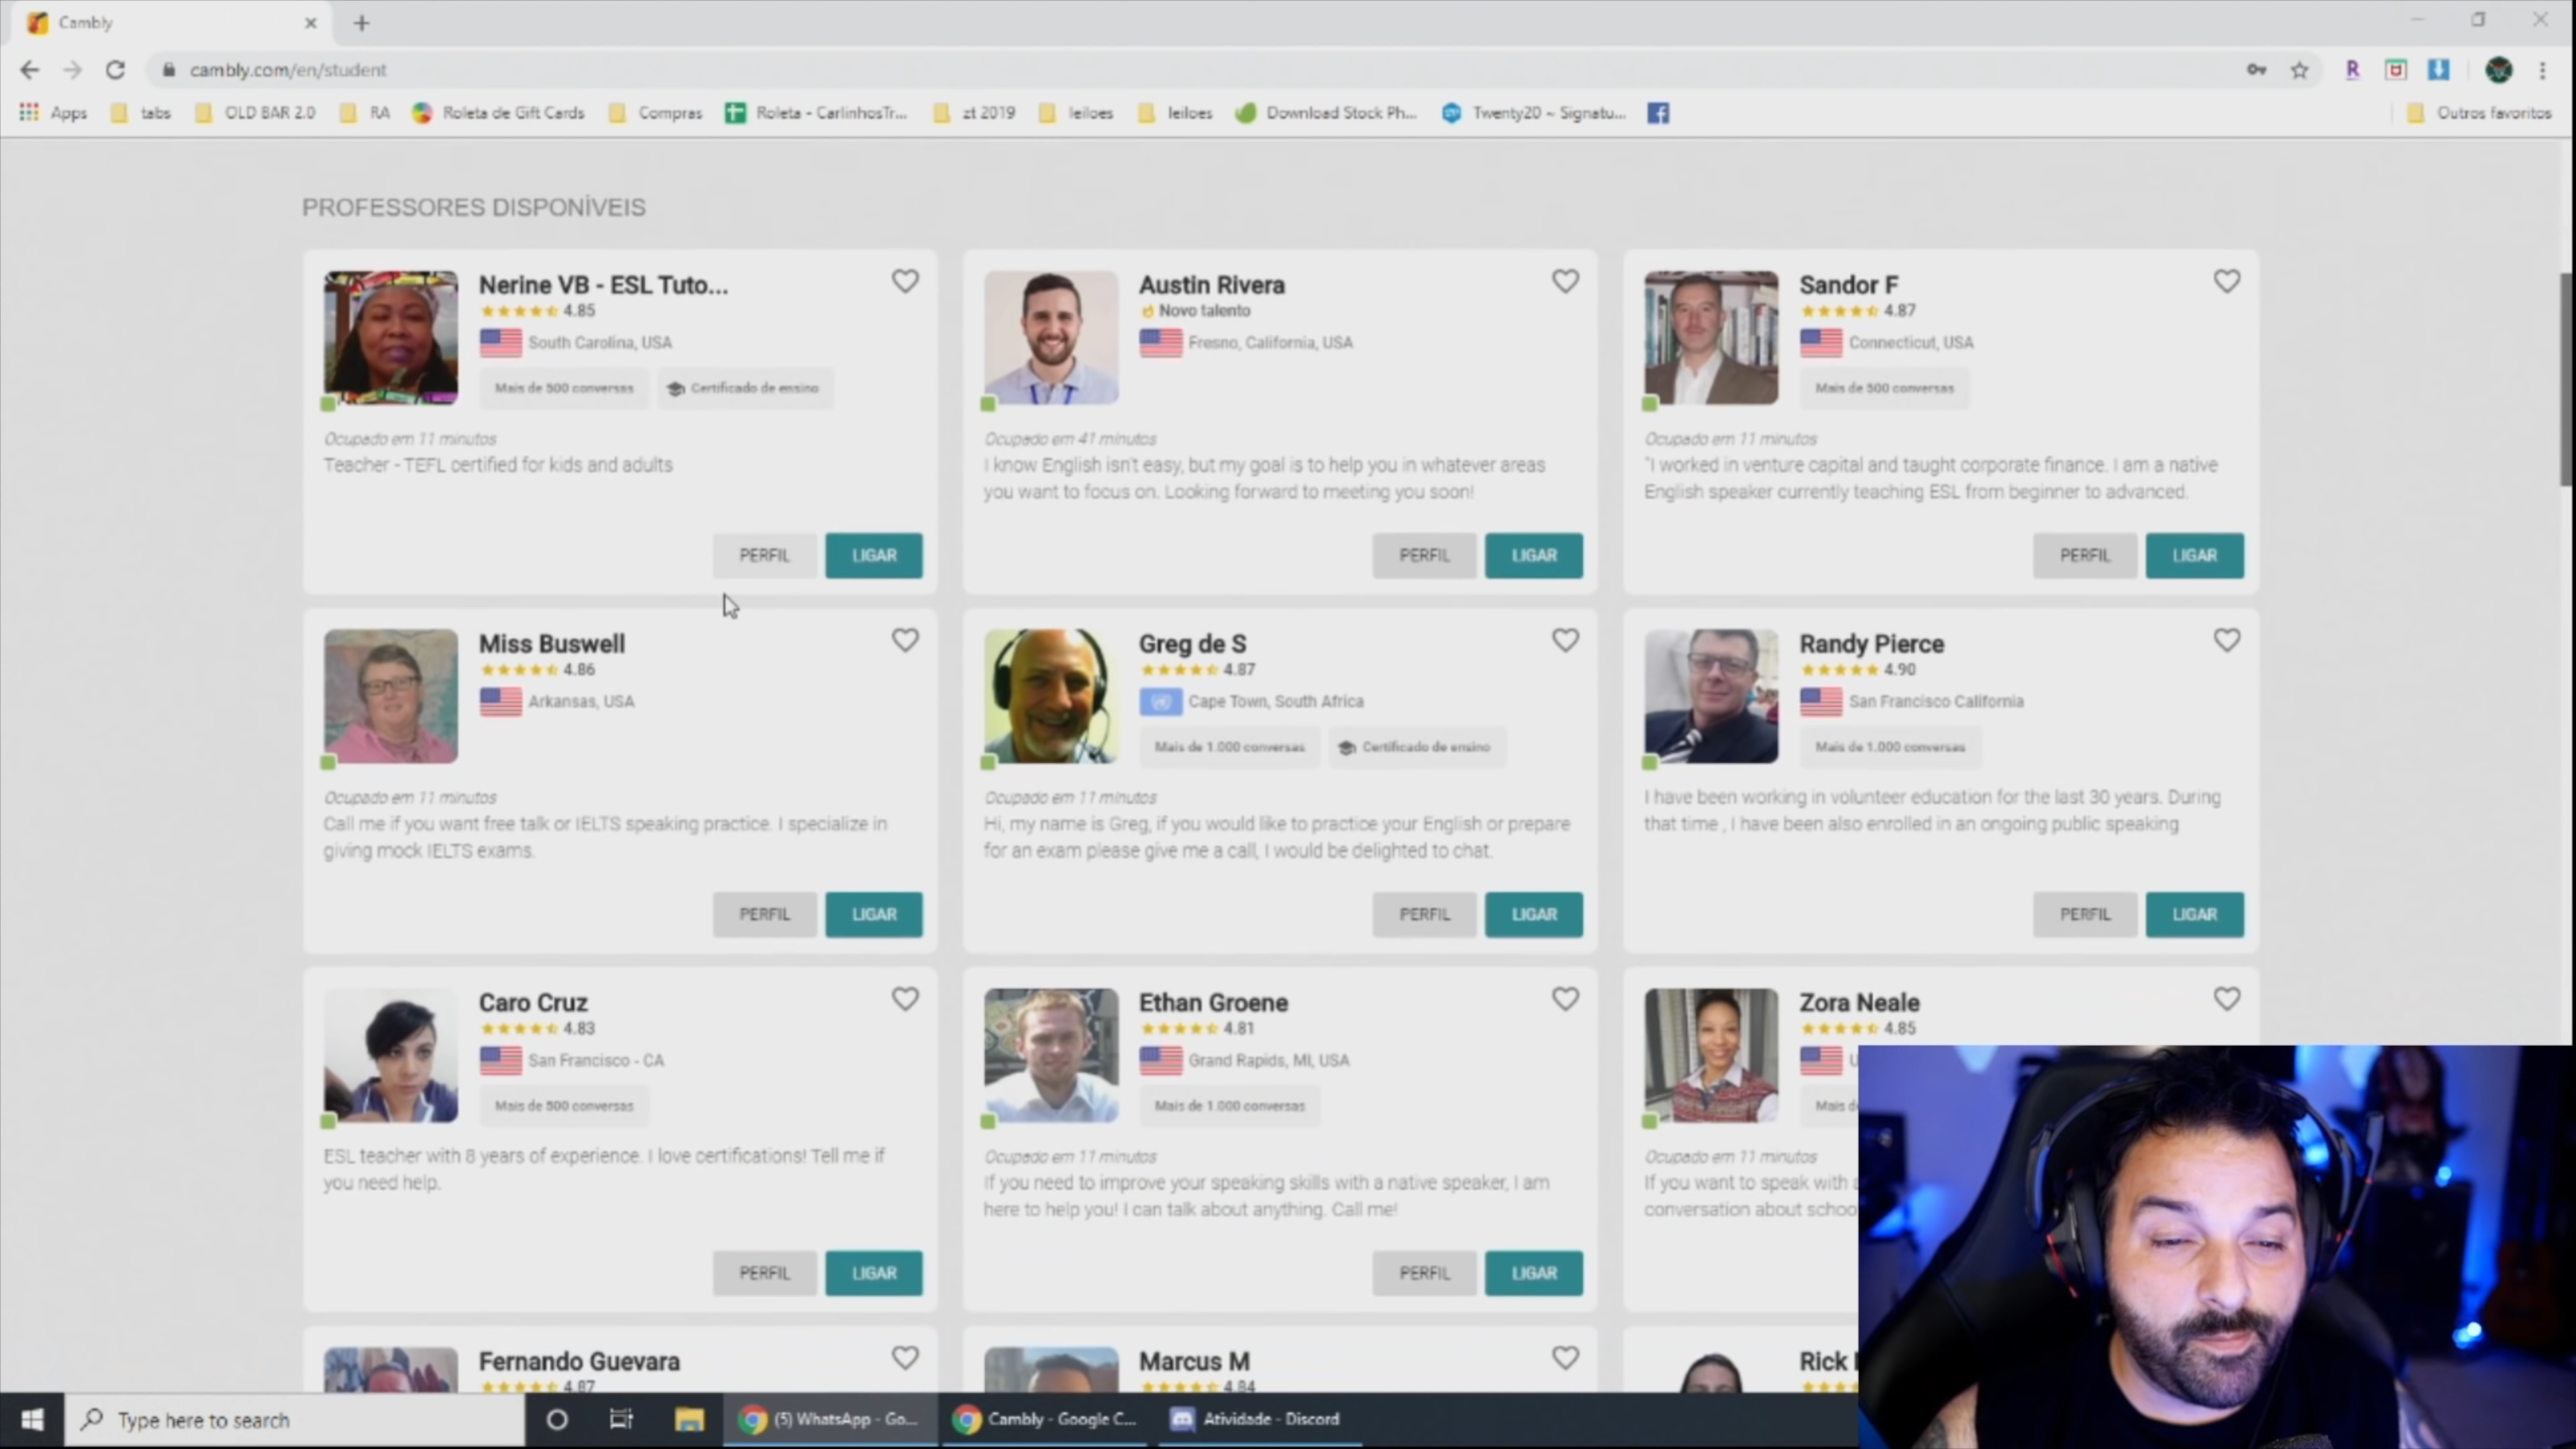 Cambly
cambly.com/en/student
Apps
tabs
OLD BAR 2.0
RA
Roleta de Gift Cards
Compras
Roleta - CarlinhosTr...
zt 2019
leiloes
leiloes
Download Stock Ph...
Twenty20 ~ Signatu...
Outros favoritos
PROFESSORES DISPONÍVEIS
Nerine VB - ESL Tuto...
4.85
South Carolina, USA
Mais de 500 conversas
Certificado de ensino
Ocupado em 11 minutos
Teacher - TEFL certified for kids and adults
PERFIL
LIGAR
Austin Rivera
Novo talento
Fresno, California, USA
Ocupado em 41 minutos
I know English isn't easy, but my goal is to help you in whatever areas
you want to focus on. Looking forward to meeting you soon!
PERFIL
LIGAR
Sandor F
4.87
Connecticut, USA
Mais de 500 conversas
Ocupado em 11 minutos
"I worked in venture capital and taught corporate finance. I am a native
English speaker currently teaching ESL from beginner to advanced.
PERFIL
LIGAR
Miss Buswell
4.86
Arkansas, USA
Ocupado em 11 minutos
Call me if you want free talk or IELTS speaking practice. I specialize in
giving mock IELTS exams.
PERFIL
LIGAR
Greg de S
4.87
Cape Town, South Africa
Mais de 1.000 conversas
Certificado de ensino
Ocupado em 11 minutos
Hi, my name is Greg, if you would like to practice your English or prepare
for an exam please give me a call, I would be delighted to chat.
PERFIL
LIGAR
Randy Pierce
4.90
San Francisco California
Mais de 1.000 conversas
I have been working in volunteer education for the last 30 years. During
that time , I have been also enrolled in an ongoing public speaking
PERFIL
LIGAR
Caro Cruz
4.83
San Francisco - CA
Mais de 500 conversas
ESL teacher with 8 years of experience. I love certifications! Tell me if
you need help.
PERFIL
LIGAR
Ethan Groene
4.81
Grand Rapids, MI, USA
Mais de 1.000 conversas
Ocupado em 11 minutos
If you need to improve your speaking skills with a native speaker, I am
here to help you! I can talk about anything. Call me!
PERFIL
LIGAR
Zora Neale
4.85
Mais
Ocupado em 11 minutos
If you want to speak with
conversation about
Fernando Guevara
4.87
Marcus M
4.84
Rick
Type here to search
(5) WhatsApp - Go...
Cambly - Google C...
Atividade - Discord